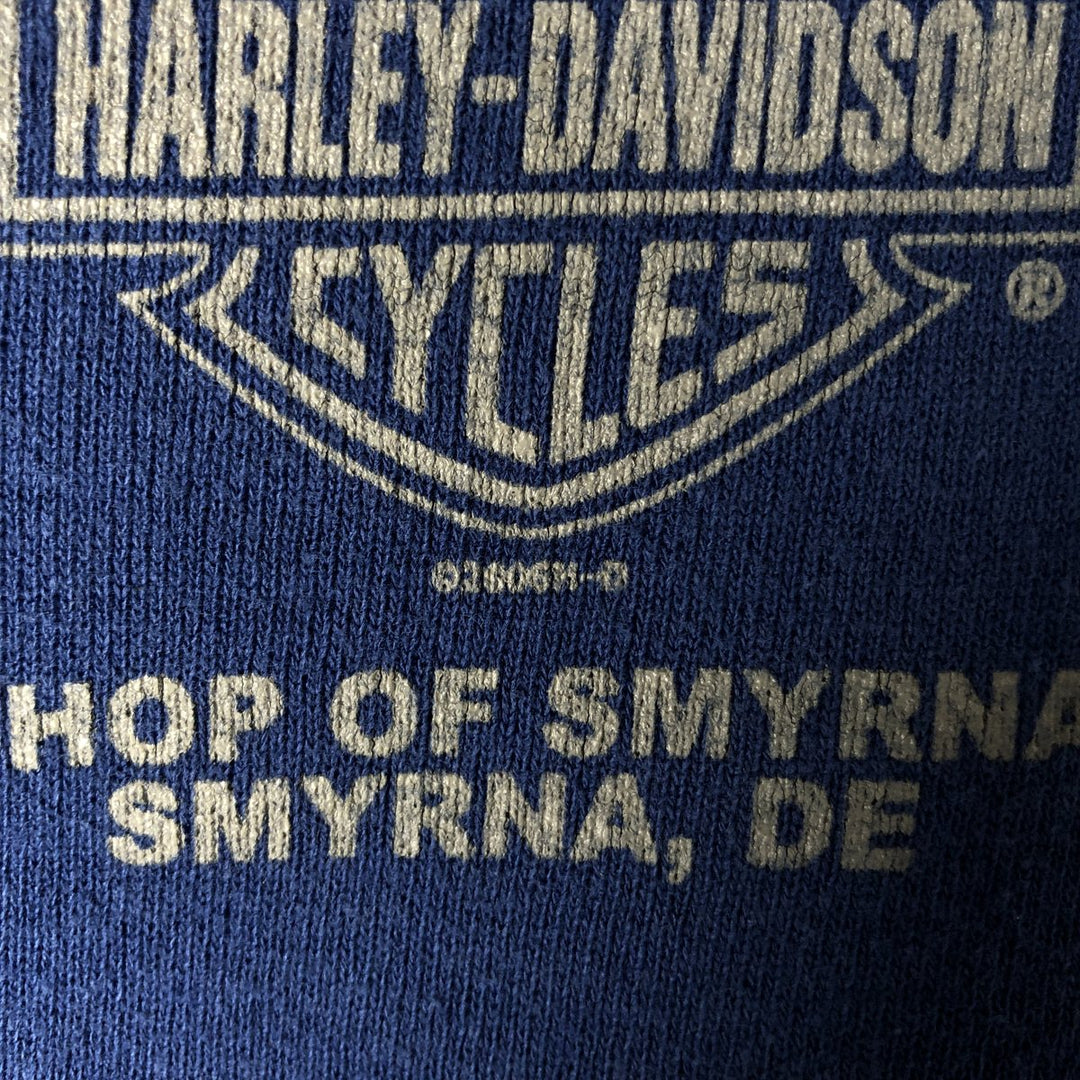 HARLEY-DAVIDSON
CYCLES
®
HOP OF SMYRNA
SMYRNA, DE